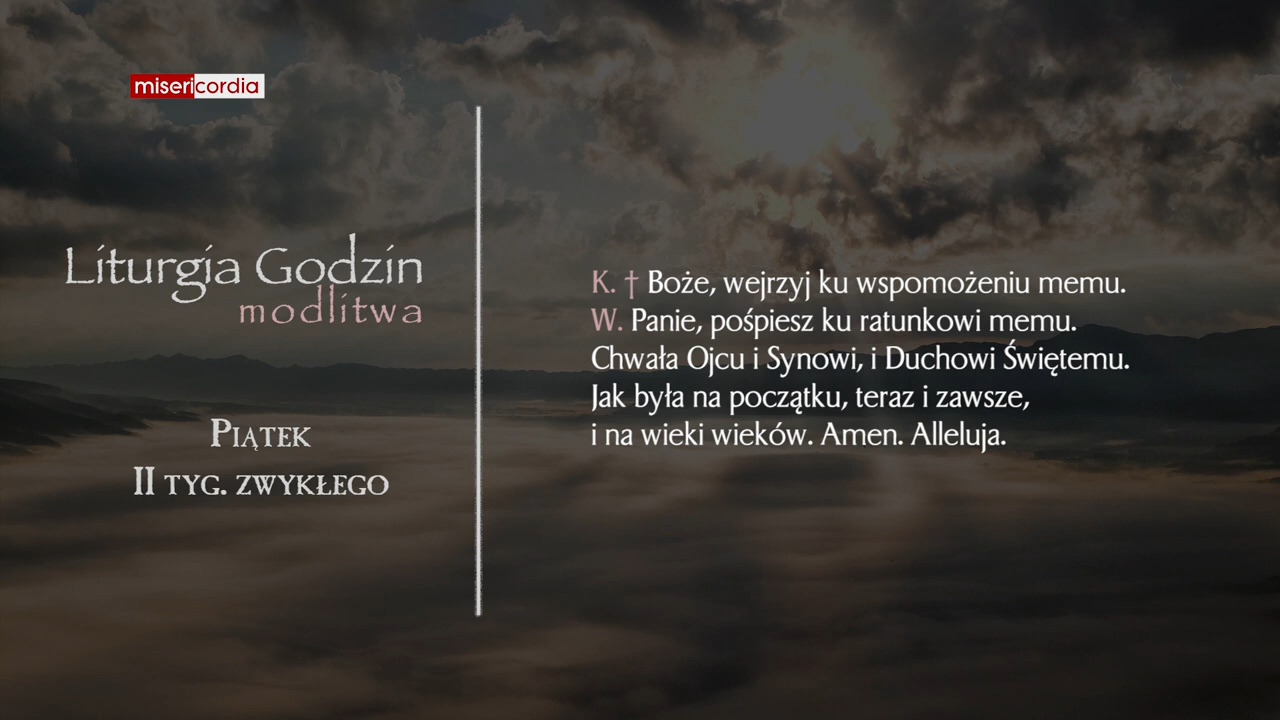 misericordia
Liturgia Godzin
modlitwa
Piątek
II tyg. zwykłego
K. † Boże, wejrzyj ku wspomożeniu memu.
W. Panie, pośpiesz ku ratunkowi memu.
Chwała Ojcu i Synowi, i Duchowi Świętemu.
Jak była na początku, teraz i zawsze,
i na wieki wieków. Amen. Alleluja.